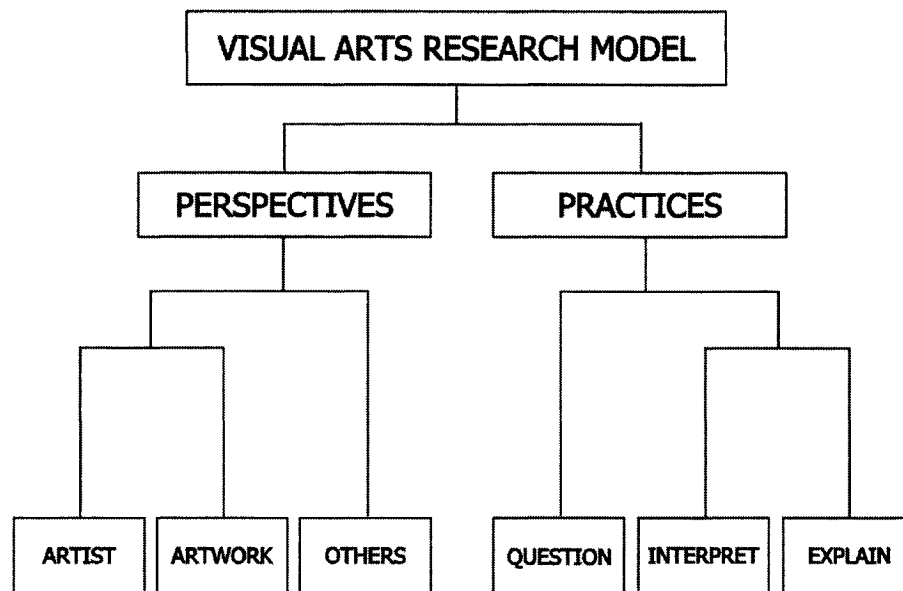 VISUAL ARTS RESEARCH MODEL
PERSPECTIVES
PRACTICES
ARTIST
ARTWORK
OTHERS
QUESTION
INTERPRET
EXPLAIN